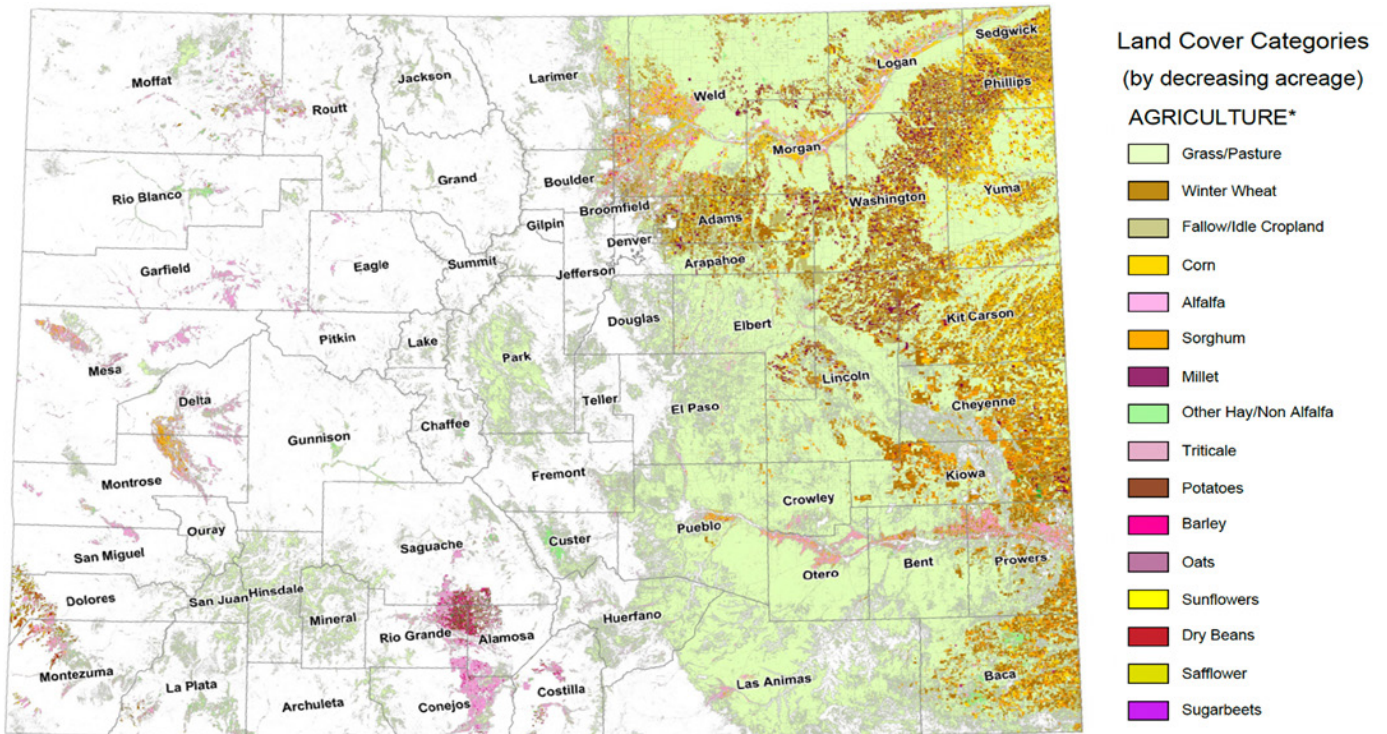 Sedgwick
Land Cover Categories
(by decreasing acreage)
AGRICULTURE*
Moffat
Jackson
Larimer
Logan
Phillips
Routt
Weld
Morgan
Grass/Pasture
Winter Wheat
Fallow/Idle Cropland
Corn
Alfalfa
Sorghum
Millet
Other Hay/Non Alfalfa
Triticale
Potatoes
Barley
Oats
Sunflowers
Dry Beans
Safflower
Sugarbeets
Rio Blanco
Grand
Boulder
Broomfield
Gilpin
Adams
Washington
Yuma
Denver
Garfield
Eagle
Summit
Jefferson
Arapahoe
Douglas
Elbert
Kit Carson
Pitkin
Lake
Park
Mesa
Lincoln
Delta
Teller
El Paso
Cheyenne
Gunnison
Chaffee
Montrose
Fremont
Kiowa
Crowley
Ouray
Pueblo
San Miguel
Saguache
Custer
Otero
Bent
Prowers
Dolores
San Juan
Hinsdale
Mineral
Huerfano
Rio Grande
Alamosa
Montezuma
La Plata
Archuleta
Conejos
Costilla
Las Animas
Baca